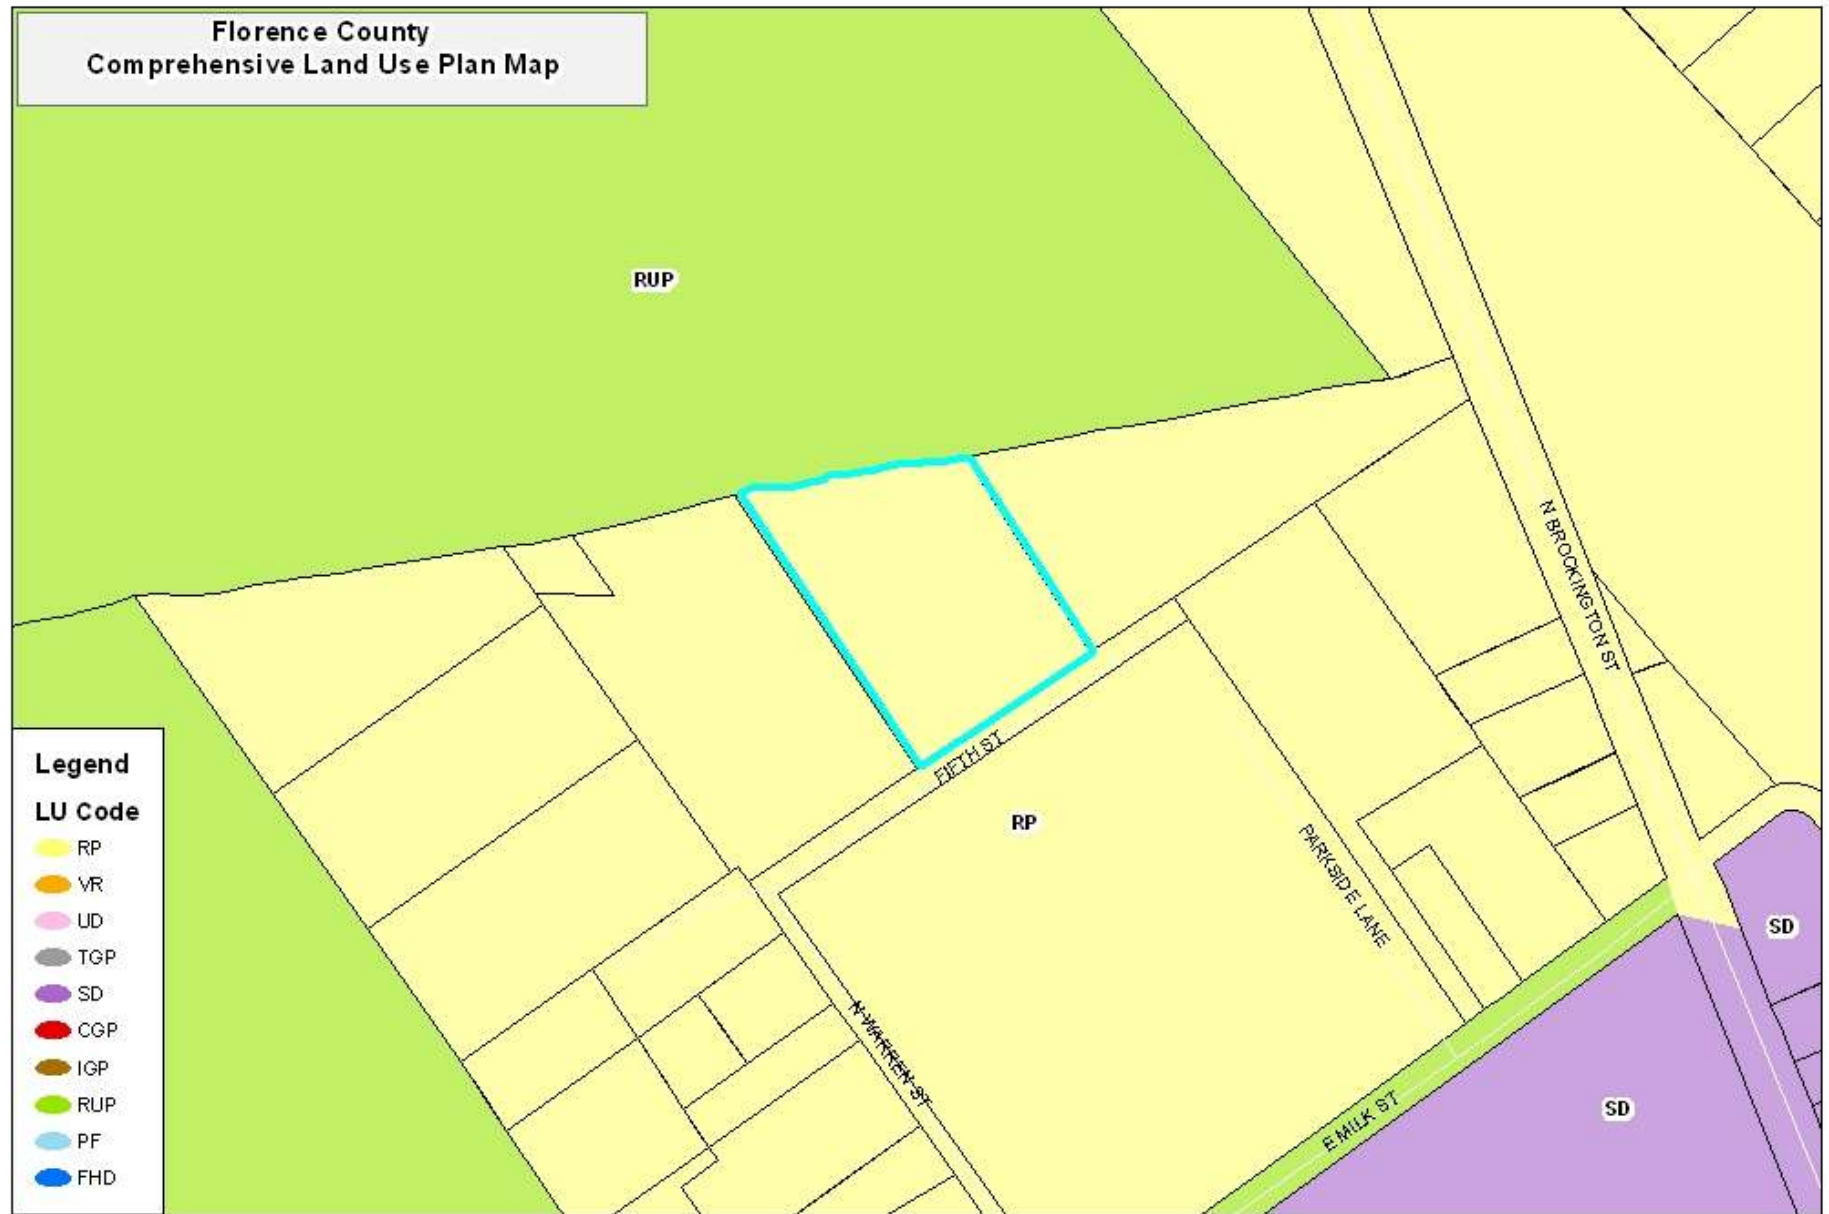 Florence County
Comprehensive Land Use Plan Map
RUP
N BROCKINGTON ST
FIFTH ST
RP
PARKSIDE LANE
SD
N WARREN ST
SD
E MILK ST
Legend
LU Code
RP
VR
UD
TGP
SD
CGP
IGP
RUP
PF
FHD